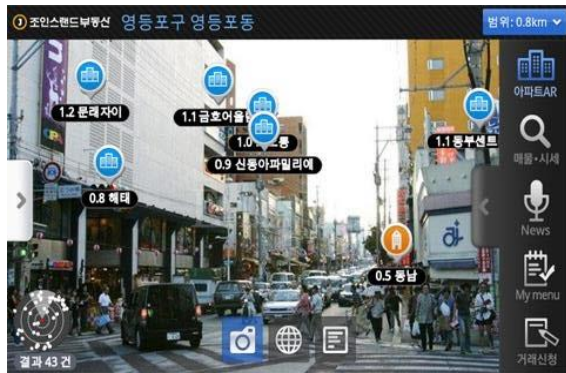 조인스랜드부동산 영등포구 영등포동
범위: 0.8km
1.2 문래자이
1.1 금호어울
1.0
0.9 신동아파밀리에
1.1 동부센트
0.8 해태
0.5 동남
아파트AR
매물·시세
News
My menu
거래신청
결과 43 건